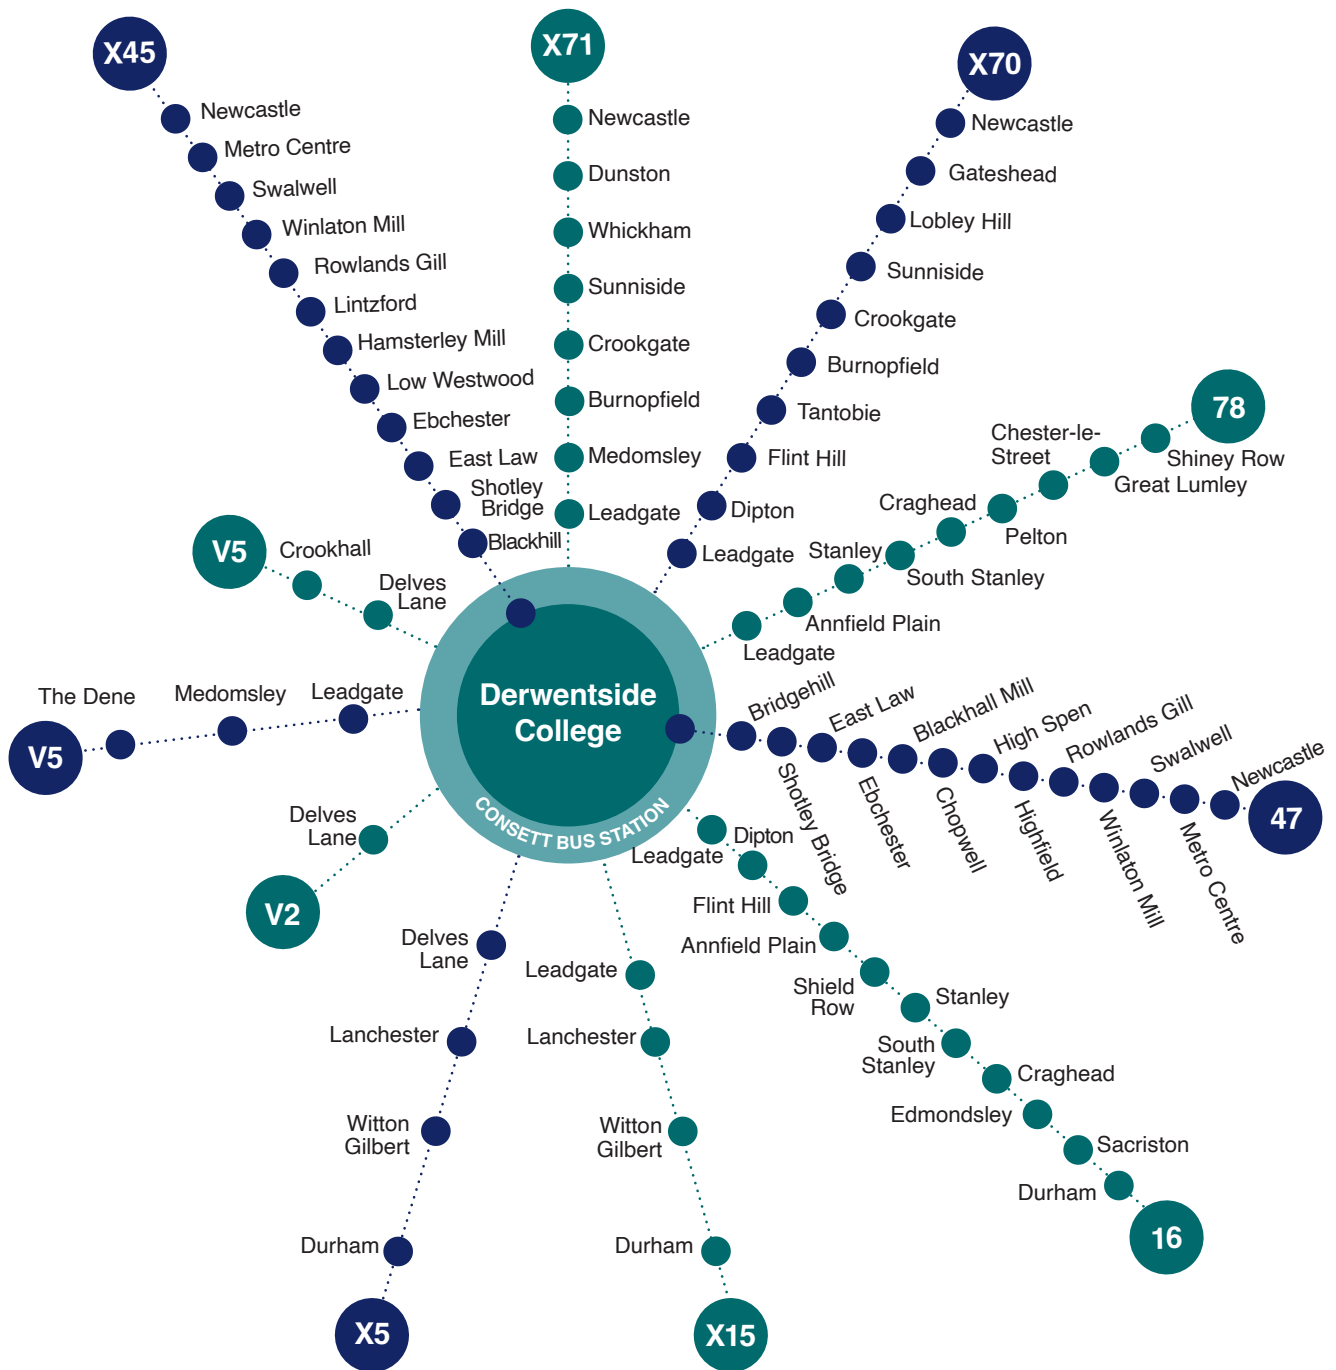 X45
Newcastle
Metro Centre
Swalwell
Winlaton Mill
Rowlands Gill
Lintzford
Hamsterley Mill
Low Westwood
Ebchester
East Law
Shotley
Bridge
Blackhill
X71
Newcastle
Dunston
Whickham
Sunniside
Crookgate
Burnopfield
Medomsley
Leadgate
X70
Newcastle
Gateshead
Lobley Hill
Sunniside
Crookgate
Burnopfield
Tantobie
Flint Hill
Dipton
Leadgate
78
Shiney Row
Great Lumley
Chester-le-
Street
Pelton
Craghead
South Stanley
Stanley
Annfield Plain
Leadgate
V5
Crookhall
Delves
Lane
V5
The Dene
Medomsley
Leadgate
Derwentside
College
CONSETT BUS STATION
Bridgehill
Shotley Bridge
East Law
Ebchester
Blackhall Mill
Chopwell
High Spen
Highfield
Rowlands Gill
Winlaton Mill
Swalwell
Metro Centre
Newcastle
47
V2
Delves
Lane
Delves
Lane
Lanchester
Witton
Gilbert
Durham
X5
Leadgate
Lanchester
Witton
Gilbert
Durham
X15
Leadgate
Dipton
Flint Hill
Annfield Plain
Shield
Row
Stanley
South
Stanley
Craghead
Edmondsley
Sacriston
Durham
16